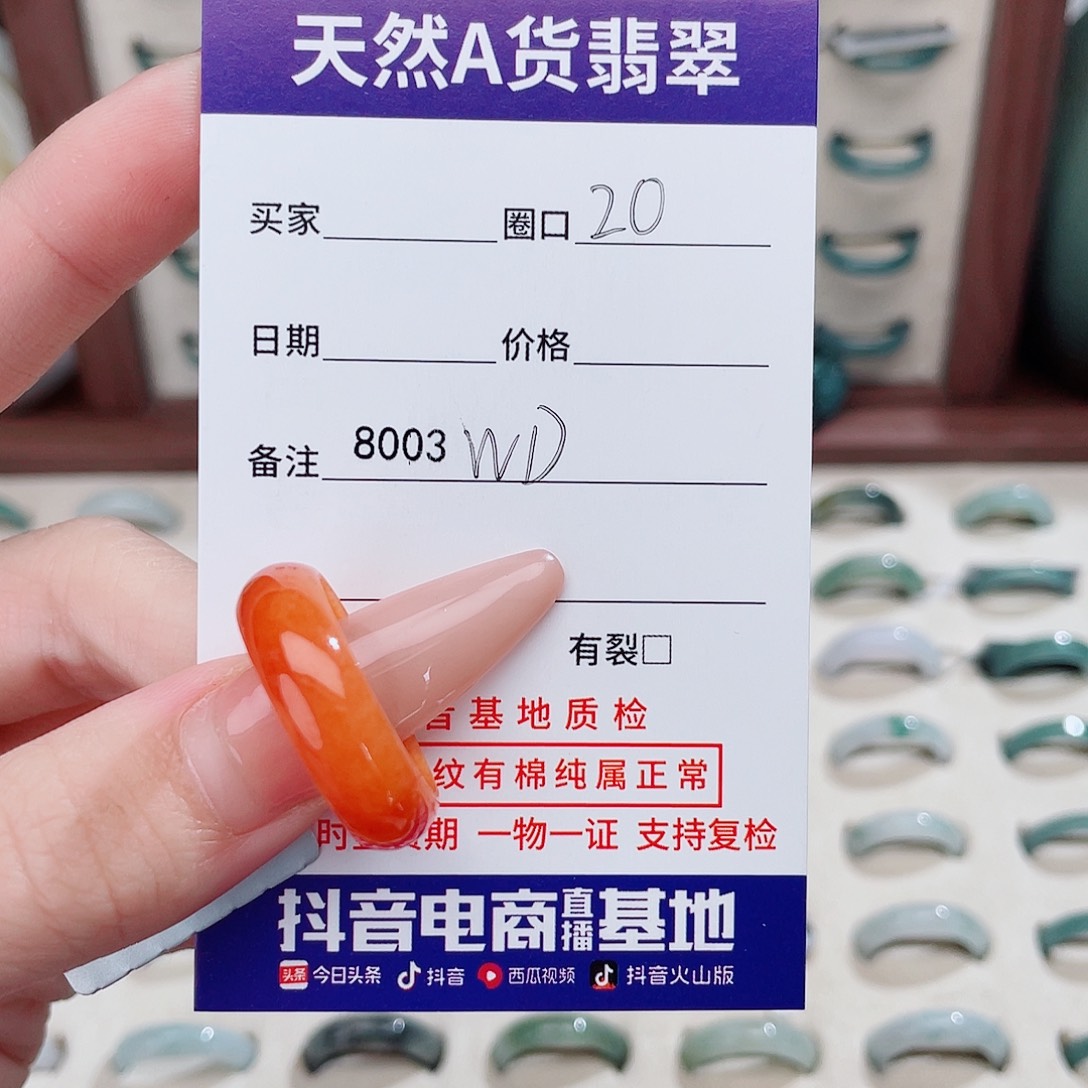 天然A货翡翠
买家 圈口 20
日期 价格
备注 8003 WD
有裂□
音基地质检
纹有棉纯属正常
时 期 一物一证 支持复检
抖音电商直播基地
头条 今日头条 抖音 西瓜视频 抖音火山版